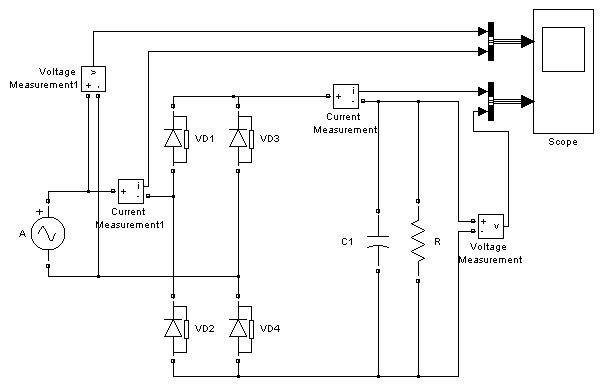 Voltage
Measurement1
v
+ -
Scope
+
i
-
Current
Measurement
VD1
VD3
+
i
-
Current
Measurement1
+
A
C1
R
+
-
v
Voltage
Measurement
VD2
VD4